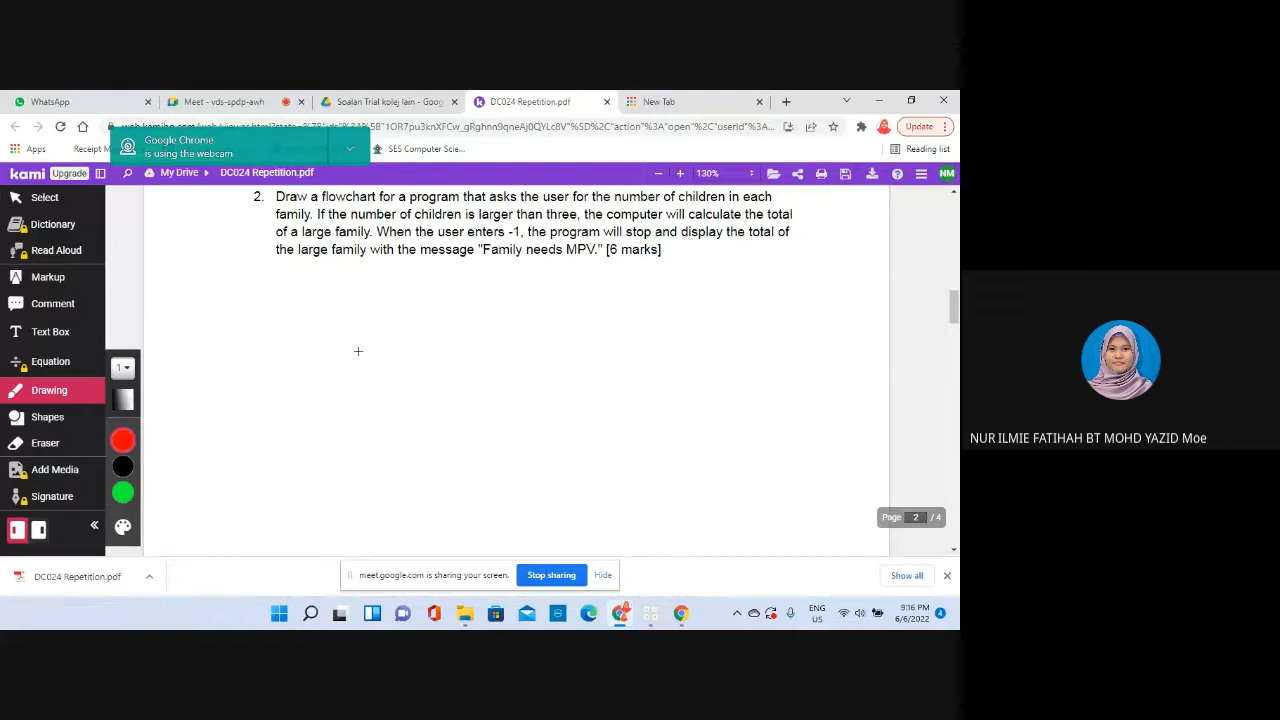 WhatsApp
Meet - vds-spdp-awh
Soalan Trial kolej lain - Goog
DC024 Repetition.pdf
New Tab
Google Chrome
is using the webcam
Update
Apps
Receipt M
SES Computer Scie...
Reading list
kami Upgrade
My Drive
DC024 Repetition.pdf
130%
NM
Select
Dictionary
Read Aloud
Markup
Comment
Text Box
Equation
Drawing
Shapes
Eraser
Add Media
Signature
1
2. Draw a flowchart for a program that asks the user for the number of children in each
family. If the number of children is larger than three, the computer will calculate the total
of a large family. When the user enters -1, the program will stop and display the total of
the large family with the message "Family needs MPV." [6 marks]
Page 2 / 4
NUR ILMIE FATIHAH BT MOHD YAZID Moe
DC024 Repetition.pdf
meet.google.com is sharing your screen.
Stop sharing
Hide
Show all
ENG
US
9:16 PM
6/6/2022
4